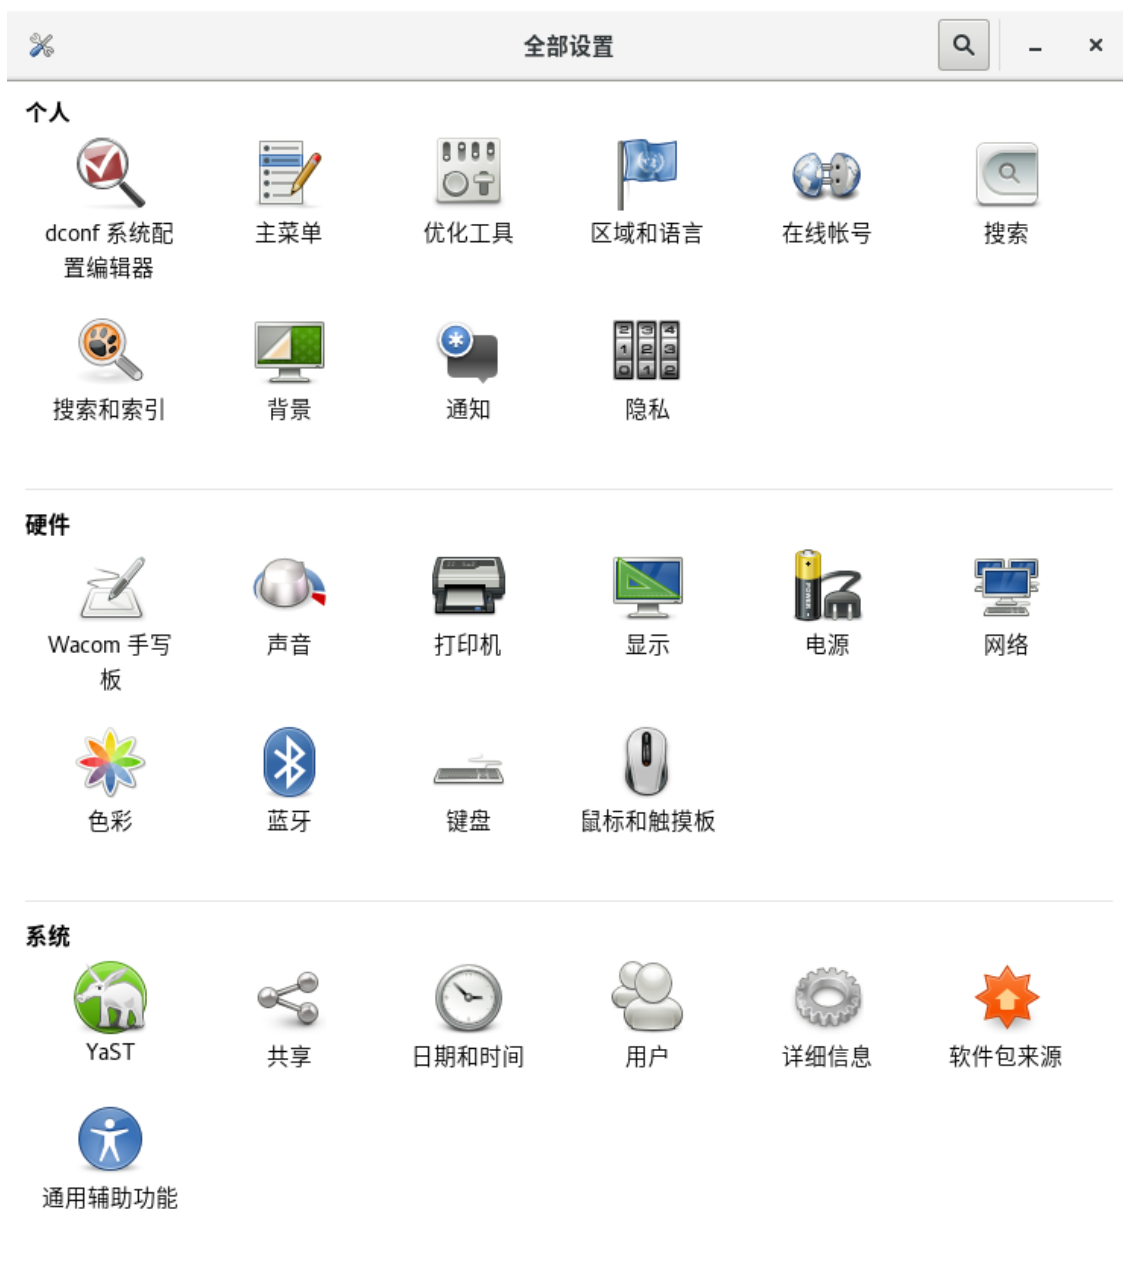 全部设置
个人
dconf 系统配
置编辑器
主菜单
优化工具
区域和语言
在线帐号
搜索
搜索和索引
背景
通知
隐私
硬件
Wacom 手写
板
声音
打印机
显示
电源
网络
色彩
蓝牙
键盘
鼠标和触摸板
系统
YaST
共享
日期和时间
用户
详细信息
软件包来源
通用辅助功能